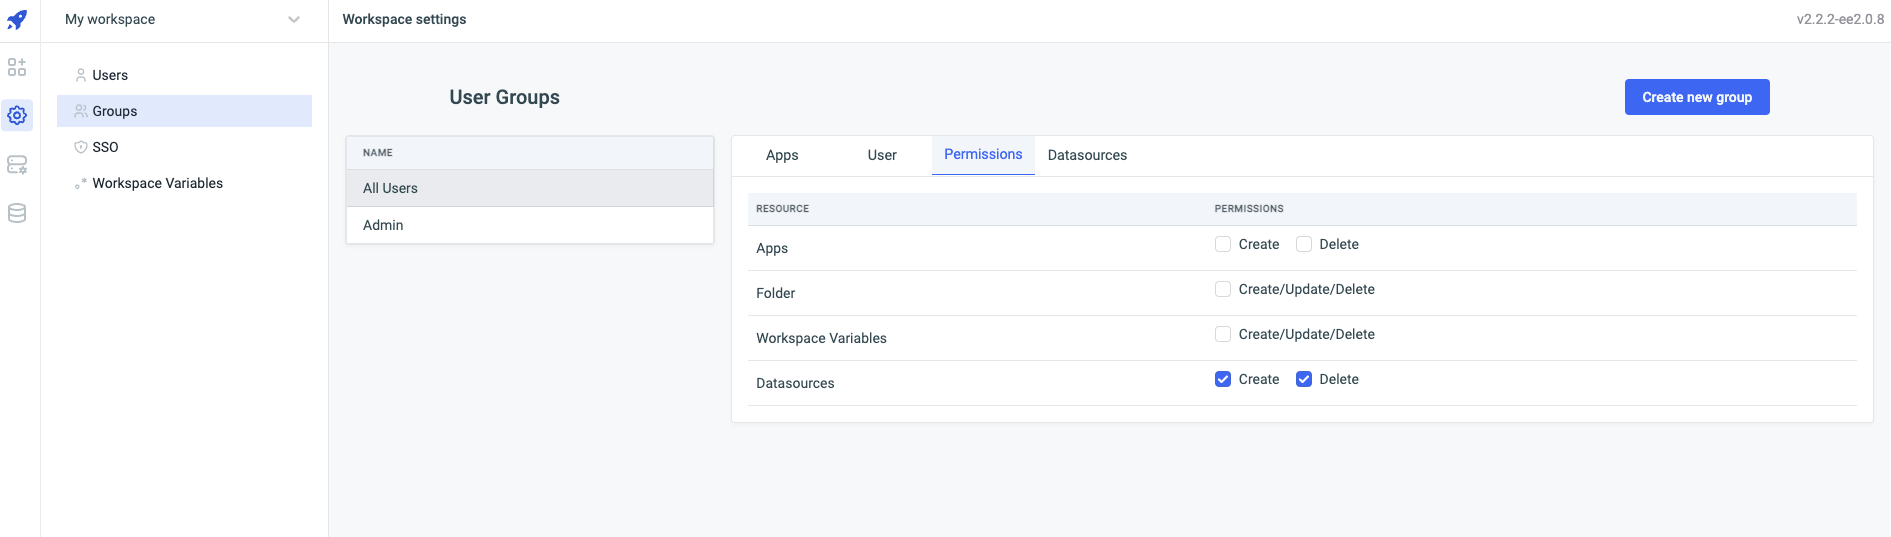 My workspace
Workspace settings
v2.2.2-ee2.0.8
Users
Groups
SSO
Workspace Variables
User Groups
Create new group
NAME
All Users
Admin
Apps User Permissions Datasources
RESOURCE PERMISSIONS
Apps Create Delete
Folder Create/Update/Delete
Workspace Variables Create/Update/Delete
Datasources Create Delete